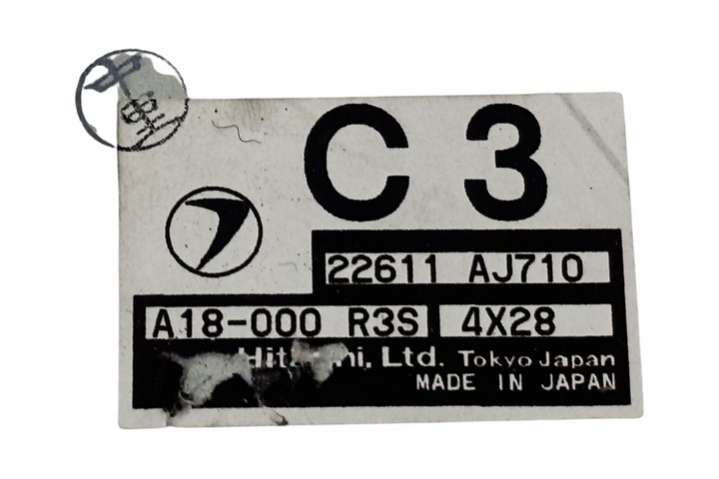 C 3
22611 AJ710
A18-000 R3S 4X28
Ltd. Tokyo Japan
MADE IN JAPAN